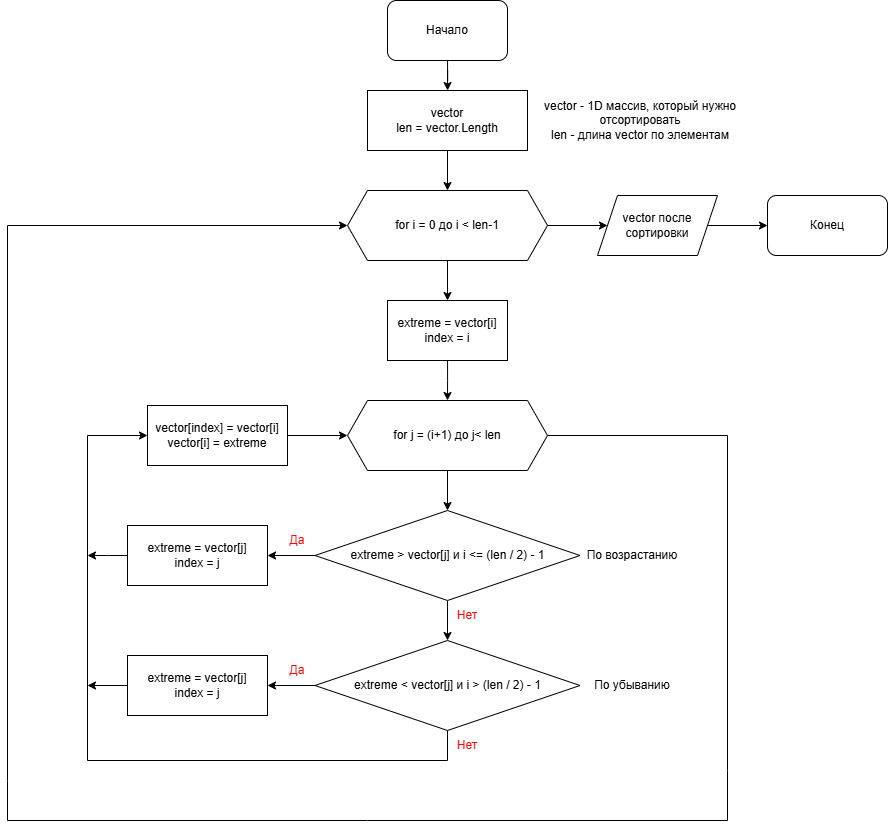 Начало
vector
len = vector.Length
vector - 1D массив, который нужно
отсортировать
len - длина vector по элементам
for i = 0 до i < len-1
vector после
сортировки
Конец
extreme = vector[i]
index = i
vector[index] = vector[i]
vector[i] = extreme
for j = (i+1) до j< len
Да
extreme = vector[j]
index = j
extreme > vector[j] и i <= (len / 2) - 1
По возрастанию
Нет
Да
extreme = vector[j]
index = j
extreme < vector[j] и i > (len / 2) - 1
По убыванию
Нет